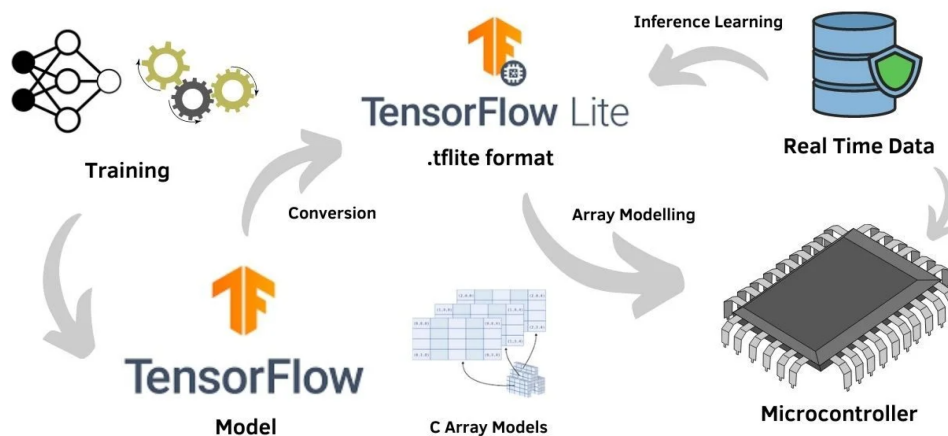 Inference Learning
TensorFlow Lite
.tflite format
Real Time Data
Training
Conversion
Array Modelling
TensorFlow
Model
C Array Models
Microcontroller